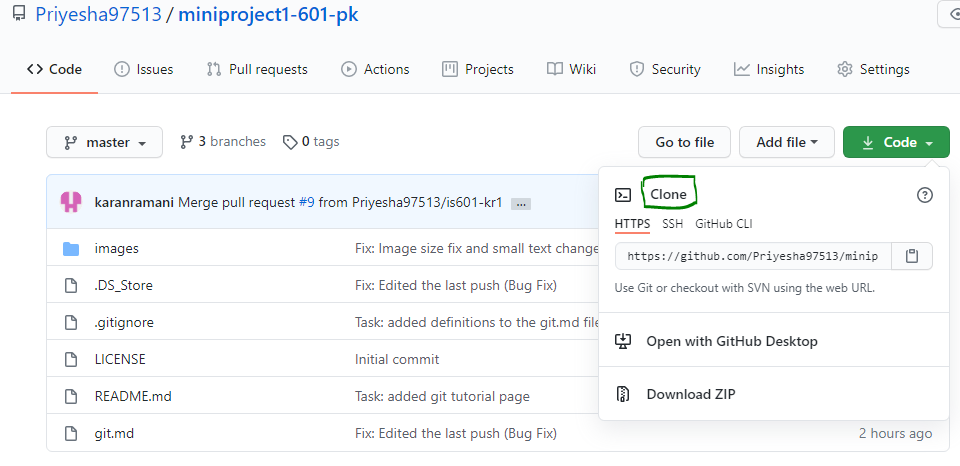 Priyesha97513 / miniproject1-601-pk
Code Issues Pull requests Actions Projects Wiki Security Insights Settings
master 3 branches 0 tags Go to file Add file Code
karanramani Merge pull request #9 from Priyesha97513/is601-kr1 ...
Clone
HTTPS SSH GitHub CLI
https://github.com/Priyesha97513/minip
Use Git or checkout with SVN using the web URL.
Open with GitHub Desktop
Download ZIP
images Fix: Image size fix and small text change
.DS_Store Fix: Edited the last push (Bug Fix)
.gitignore Task: added definitions to the git.md file
LICENSE Initial commit
README.md Task: added git tutorial page
git.md Fix: Edited the last push (Bug Fix) 2 hours ago